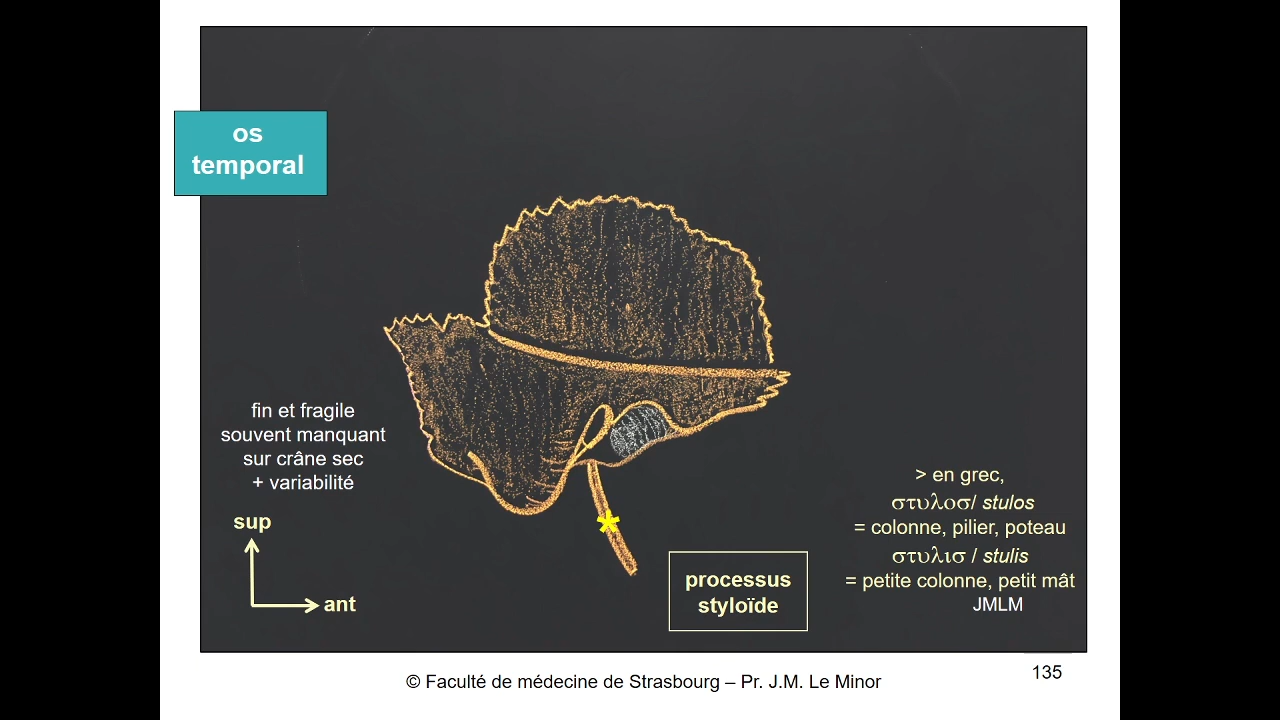 os
temporal
fin et fragile
souvent manquant
sur crâne sec
+ variabilité
sup
ant
processus
styloïde
> en grec,
στυλοσ/ stulos
= colonne, pilier, poteau
στυλισ / stulis
= petite colonne, petit mât
JMLM
© Faculté de médecine de Strasbourg – Pr. J.M. Le Minor
135